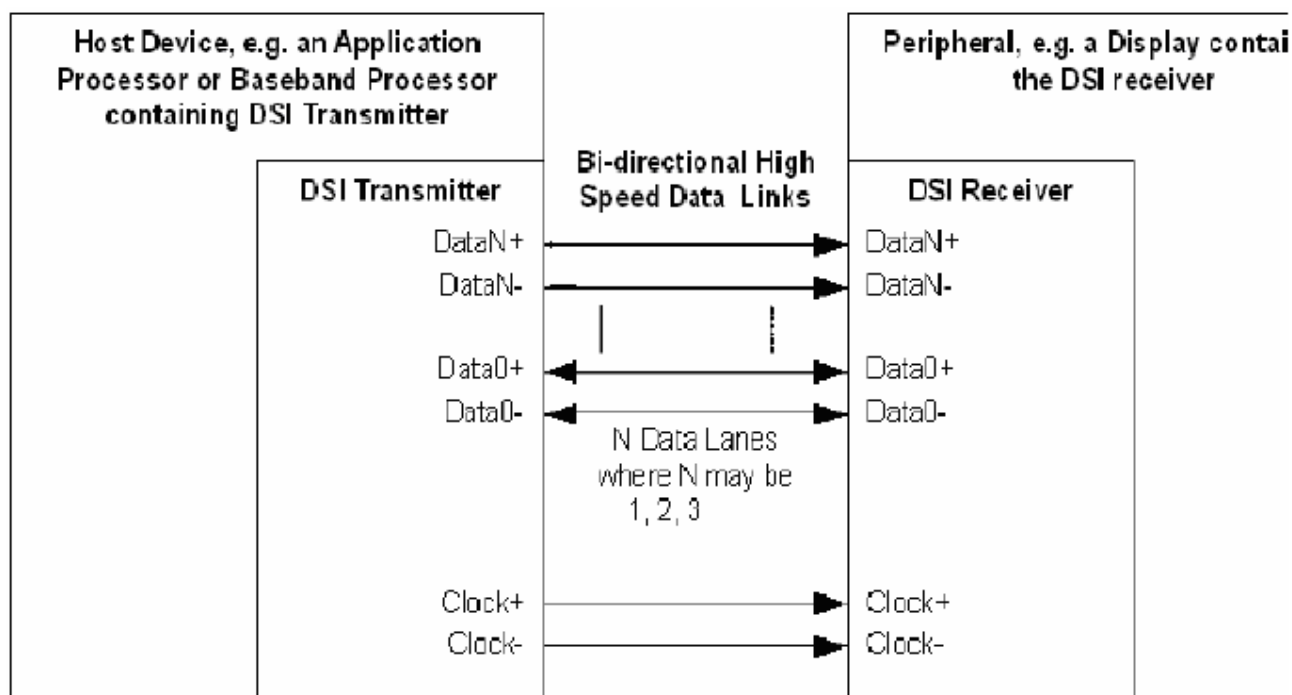 Host Device, e.g. an Application
Processor or Baseband Processor
containing DSI Transmitter
Peripheral, e.g. a Display contai
the DSI receiver
Bi-directional High
Speed Data Links
DSI Transmitter
DSI Receiver
DataN+
DataN+
DataN-
DataN-
Data0+
Data0+
Data0-
Data0-
N Data Lanes
where N may be
1, 2, 3
Clock+
Clock+
Clock-
Clock-